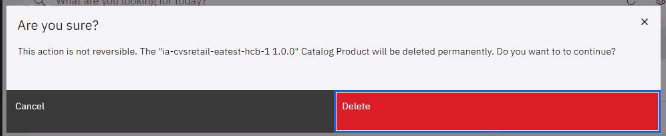 What are you looking for today?
Are you sure?
This action is not reversible. The "ia-cvsretail-eatest-hcb-1 1.0.0" Catalog Product will be deleted permanently. Do you want to to continue?
Cancel
Delete